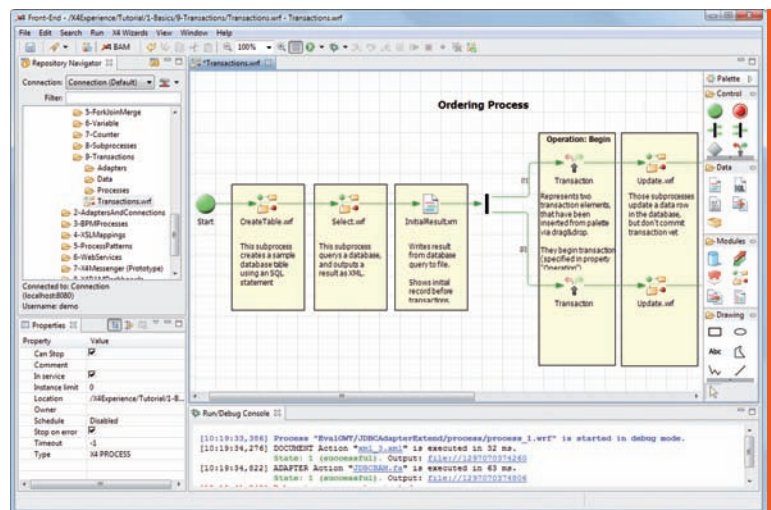 Front-End - /X4Experience/Tutorial/1-Basics/9-Transactions/Transactions.wrf - Transactions.wrf
File Edit Search Run X4 Wizards View Window Help
X4 BAM
100%
Repository Navigator
Connection: Connection (Default)
Filter:
5-ForkJoinMerge
6-Variable
7-Counter
8-Subprocesses
9-Transactions
Adapters
Data
Processes
Transactions.wrf
2-AdaptersAndConnections
3-BPMProcesses
4-XSLMappings
5-ProcessPatterns
6-WebServices
7-X4Messenger (Prototype)
Connected to: Connection
(localhost:8080)
Username: demo
Properties
Property Value
Can Stop
Comment
In service
Instance limit 0
Location /X4Experience/Tutorial/1-B...
Owner
Schedule Disabled
Stop on error
Timeout -1
Type X4 PROCESS
*Transactions.wrf
Ordering Process
Start
CreateTable.wrf
This subprocess
creates a sample
database table
using an SQL
statement
Select.wrf
This subprocess
querys a database,
and outputs a
result as XML.
InitialResult.xm
Writes result
from database
query to file.
Shows initial
record before
transactions.
Operation: Begin
Transaction
Represents two
transaction elements,
that have been
inserted from palette
via drag&drop.
They begin transaction
(specified in property
"Operation")
Transaction
Update.wrf
Those subprocesses
update a data row
in the database,
but don't commit
transaction yet
Update.wrf
Palette
Control
Data
Modules
Drawing
Abc
Run/Debug Console
[10:19:33,386] Process "EvalGWT/JDBCAdapterExtend/process/process_1.wrf" is started in debug mode.
[10:19:34,276] DOCUMENT Action "xml_3.xml" is executed in 32 ms.
State: 1 (successful). Output: file://1297070374260
[10:19:34,822] ADAPTER Action "JDBCBAM.fa" is executed in 63 ms.
State: 1 (successful). Output: file://1297070374806